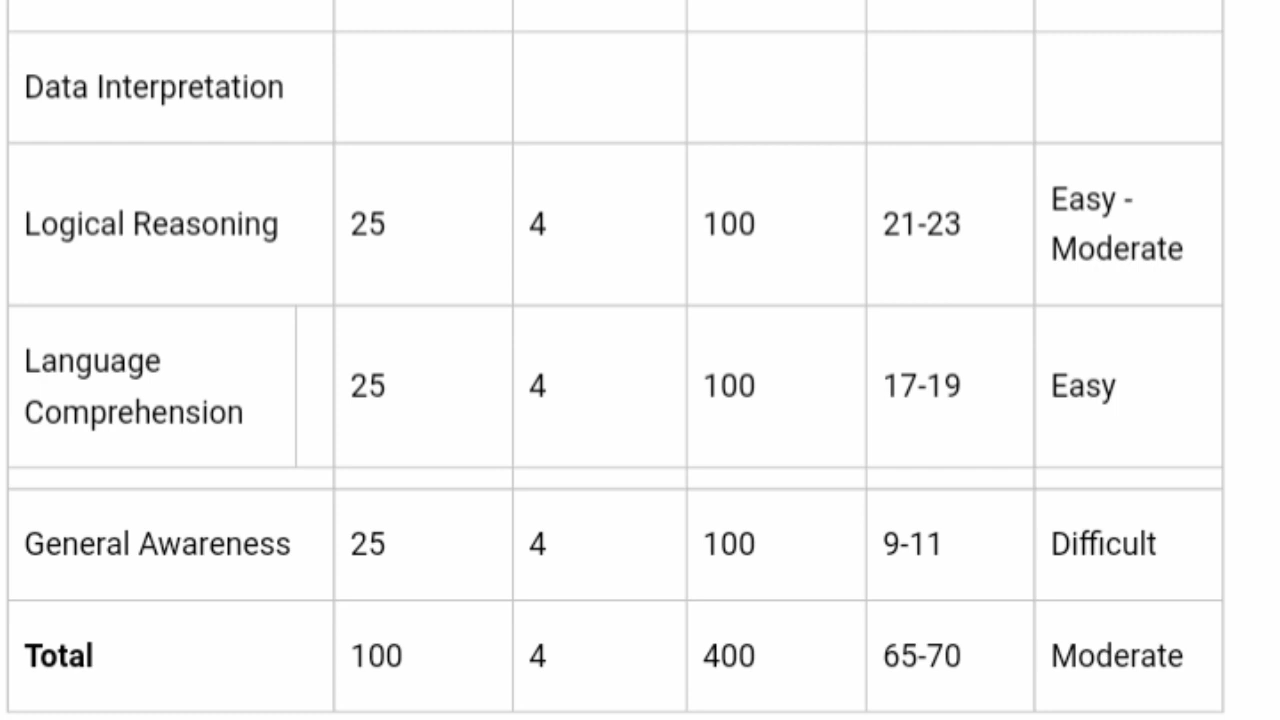 Data Interpretation
Logical Reasoning 25 4 100 21-23 Easy -
Moderate
Language
Comprehension 25 4 100 17-19 Easy
General Awareness 25 4 100 9-11 Difficult
Total 100 4 400 65-70 Moderate